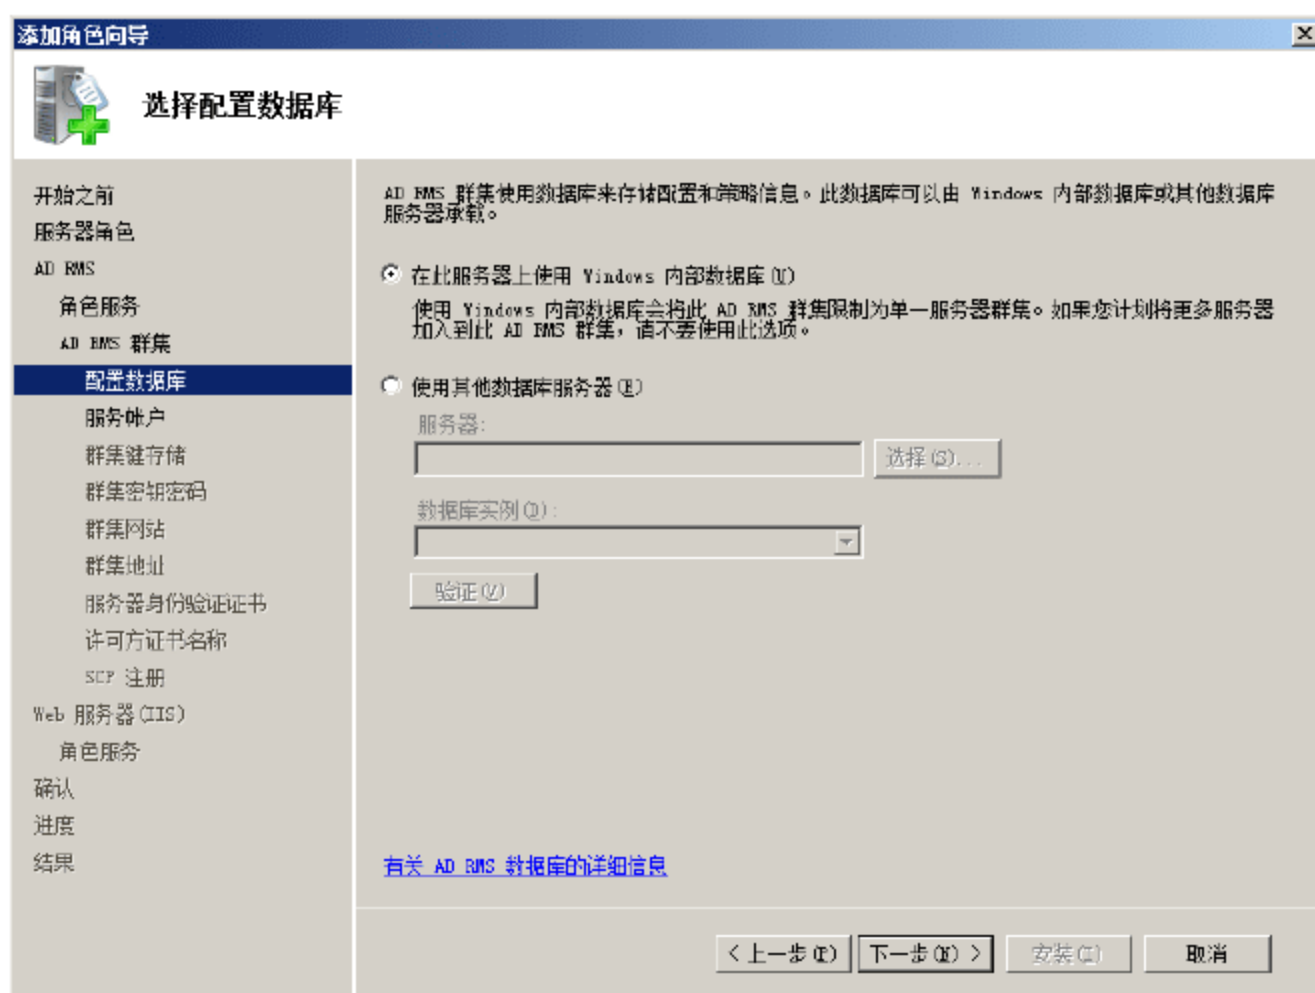 添加角色向导
选择配置数据库
开始之前
服务器角色
AD RMS
角色服务
AD RMS 群集
配置数据库
服务帐户
群集键存储
群集密钥密码
群集网站
群集地址
服务器身份验证证书
许可方证书名称
SCP 注册
Web 服务器(IIS)
角色服务
确认
进度
结果
AD RMS 群集使用数据库来存储配置和策略信息。此数据库可以由 Windows 内部数据库或其他数据库
服务器承载。
在此服务器上使用 Windows 内部数据库(U)
使用 Windows 内部数据库会将此 AD RMS 群集限制为单一服务器群集。如果您计划将更多服务器
加入到此 AD RMS 群集，请不要使用此选项。
使用其他数据库服务器(E)
服务器:
选择(S)...
数据库实例(D):
验证(V)
有关 AD RMS 数据库的详细信息
< 上一步(P)
下一步(N) >
安装(I)
取消